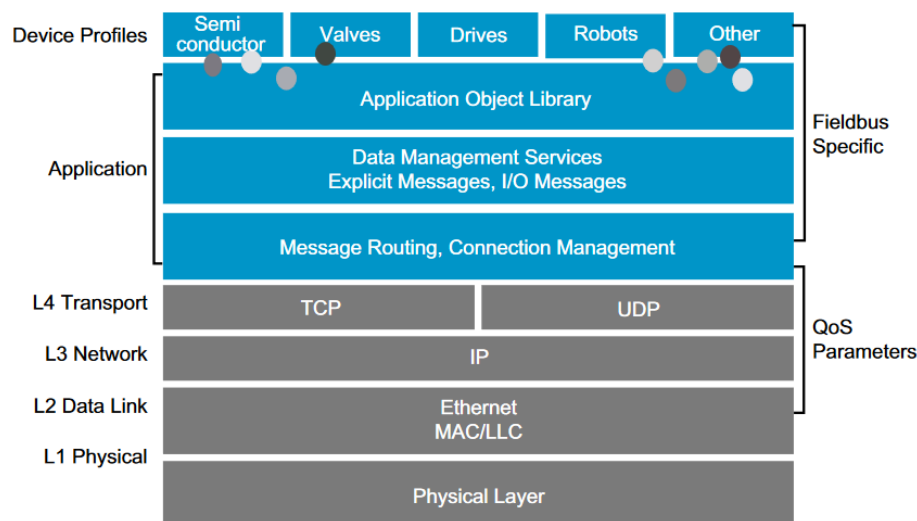 Device Profiles
Semi
conductor
Valves
Drives
Robots
Other
Application Object Library
Fieldbus
Specific
Application
Data Management Services
Explicit Messages, I/O Messages
Message Routing, Connection Management
L4 Transport
TCP
UDP
QoS
Parameters
L3 Network
IP
L2 Data Link
Ethernet
MAC/LLC
L1 Physical
Physical Layer